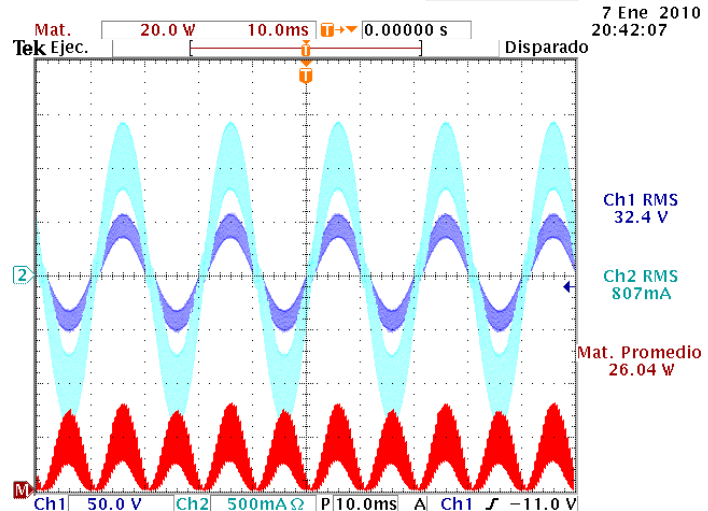 7 Ene 2010
Mat. 20.0 W 10.0ms T 0.00000 s 20:42:07
Tek Ejec. T Disparado
T
Ch1 RMS
32.4 V
2
Ch2 RMS
807mA
Mat. Promedio
26.04 W
M
Ch1 50.0 V Ch2 500mAΩ P 10.0ms A Ch1 -11.0 V